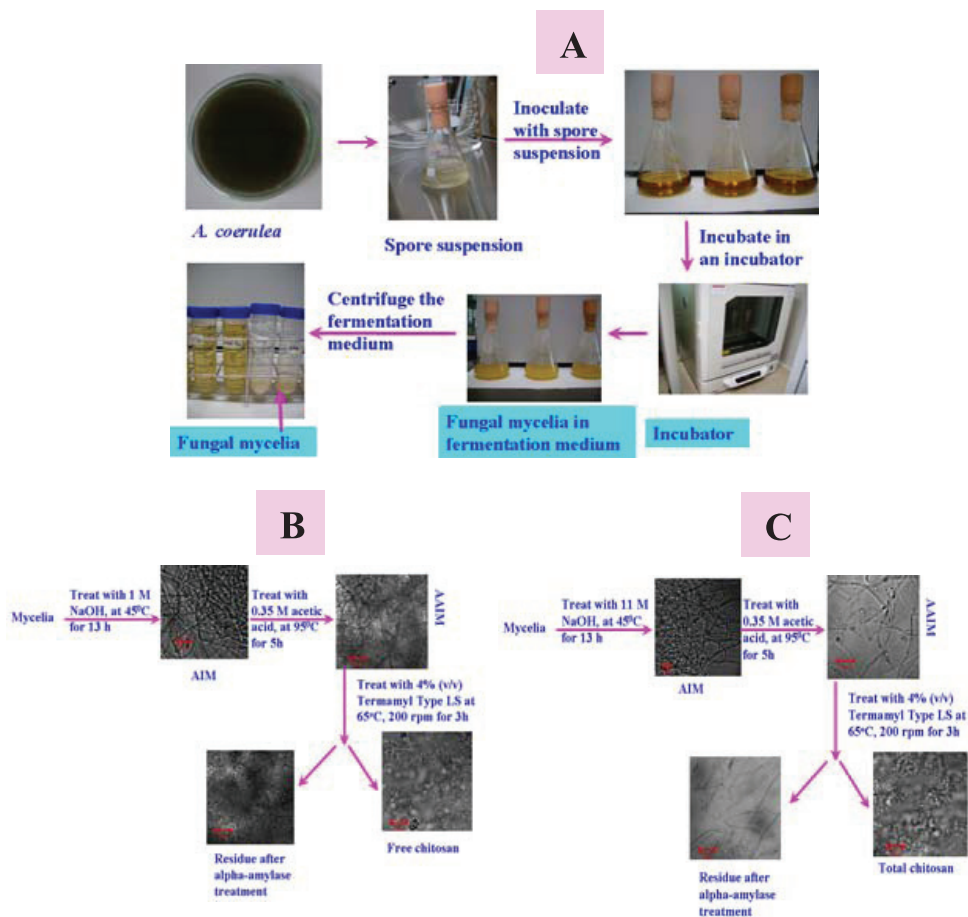 A
Inoculate
with spore
suspension
A. coerulea
Spore suspension
Incubate in
an incubator
Centrifuge the
fermentation
medium
Fungal mycelia
Fungal mycelia in
fermentation medium
Incubator
B
Mycelia
Treat with 1 M
NaOH, at 45⁰C
for 13 h
AIM
Treat with
0.35 M acetic
acid, at 95⁰C
for 5h
AAIM
Treat with 4% (v/v)
Termamyl Type LS at
65°C, 200 rpm for 3h
Residue after
alpha-amylase
treatment
Free chitosan
C
Mycelia
Treat with 11 M
NaOH, at 45⁰C
for 13 h
AIM
Treat with
0.35 M acetic
acid, at 95⁰C
for 5h
AAIM
Treat with 4% (v/v)
Termamyl Type LS at
65°C, 200 rpm for 3h
Residue after
alpha-amylase
treatment
Total chitosan